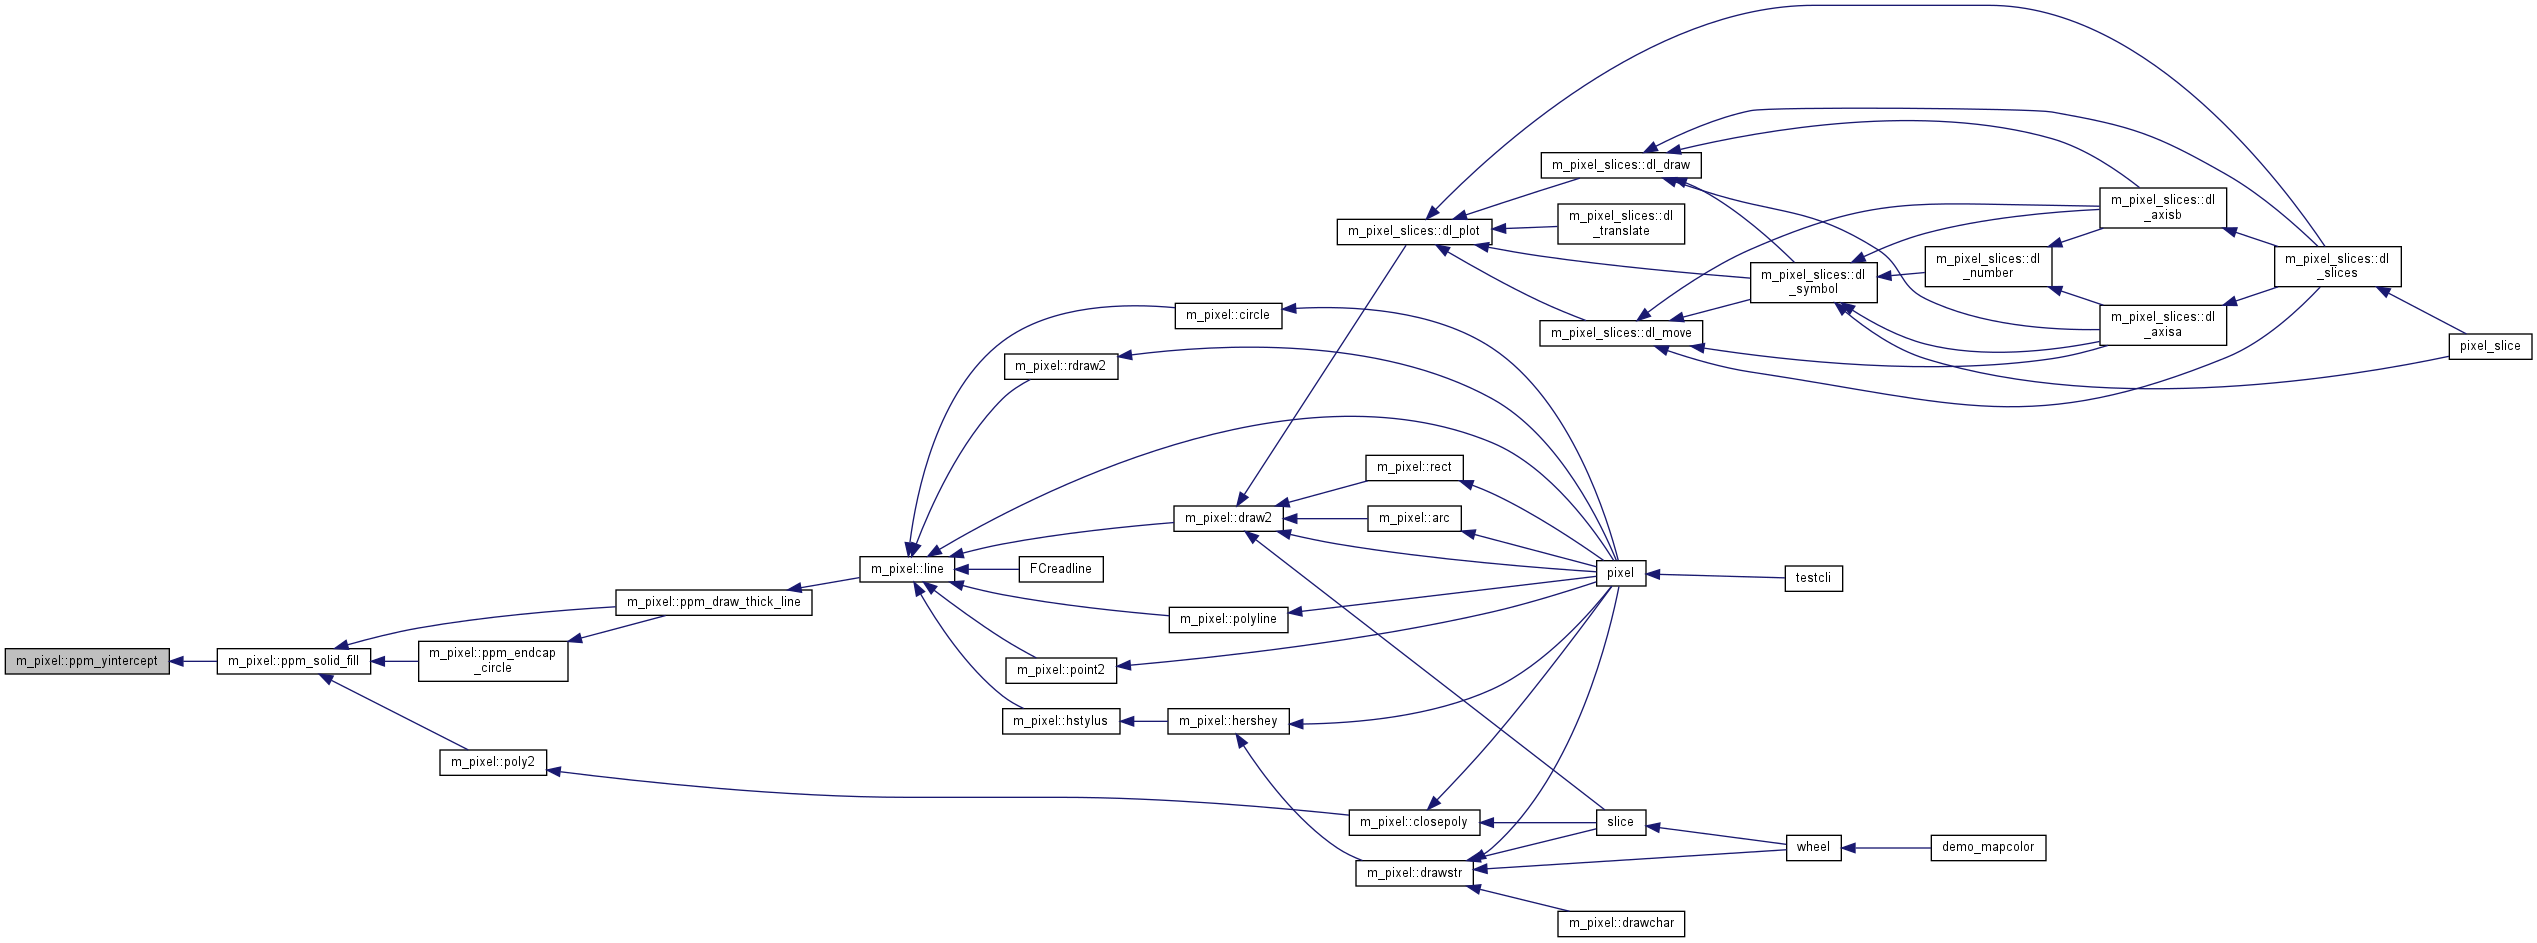 m_pixel::ppm_yintercept
m_pixel::ppm_solid_fill
m_pixel::ppm_endcap
_circle
m_pixel::poly2
m_pixel::ppm_draw_thick_line
m_pixel::line
m_pixel::circle
m_pixel::rdraw2
m_pixel::draw2
FCreadline
m_pixel::polyline
m_pixel::point2
m_pixel::hstylus
m_pixel::hershey
m_pixel::closepoly
m_pixel::drawstr
m_pixel::drawchar
m_pixel::rect
m_pixel::arc
pixel
testcli
slice
wheel
demo_mapcolor
m_pixel_slices::dl_plot
m_pixel_slices::dl_draw
m_pixel_slices::dl
_translate
m_pixel_slices::dl_move
m_pixel_slices::dl
_symbol
m_pixel_slices::dl
_number
m_pixel_slices::dl
_axisb
m_pixel_slices::dl
_axisa
m_pixel_slices::dl
_slices
pixel_slice